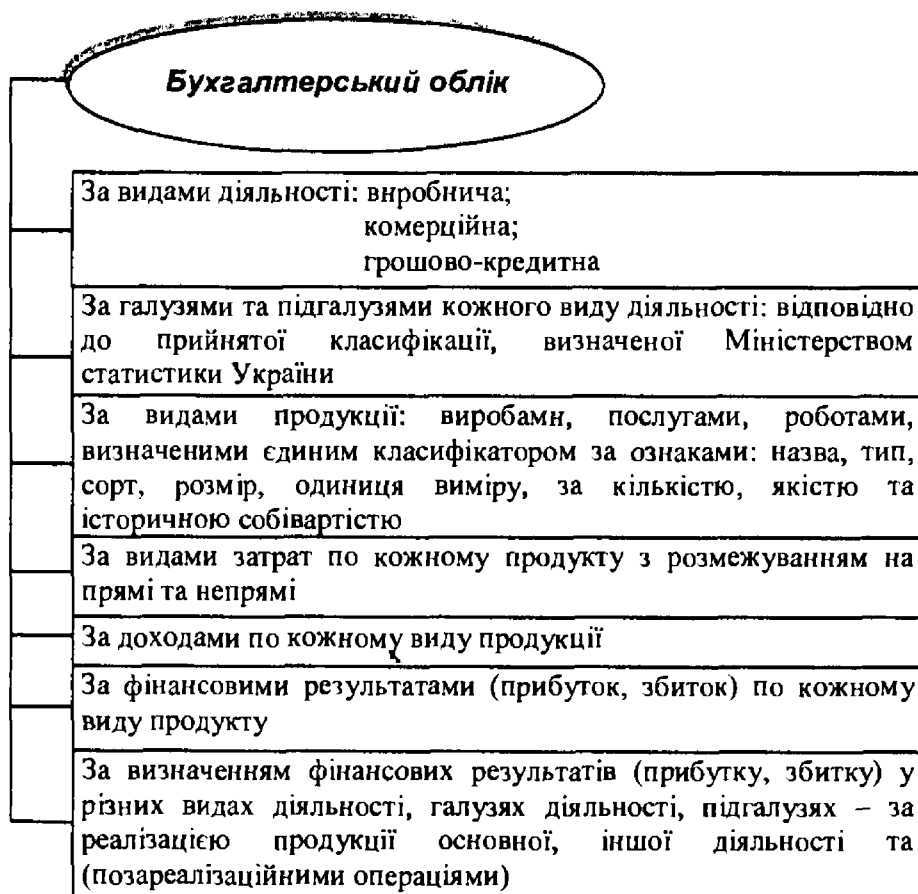 Бухгалтерський облік
За видами діяльності: виробнича;
комерційна;
грошово-кредитна
За галузями та підгалузями кожного виду діяльності: відповідно
до прийнятої класифікації, визначеної Міністерством
статистики України
За видами продукції: виробами, послугами, роботами,
визначеними єдиним класифікатором за ознаками: назва, тип,
сорт, розмір, одиниця виміру, за кількістю, якістю та
історичною собівартістю
За видами затрат по кожному продукту з розмежуванням на
прямі та непрямі
За доходами по кожному виду продукції
За фінансовими результатами (прибуток, збиток) по кожному
виду продукту
За визначенням фінансових результатів (прибутку, збитку) у
різних видах діяльності, галузях діяльності, підгалузях – за
реалізацією продукції основної, іншої діяльності та
(позареалізаційними операціями)